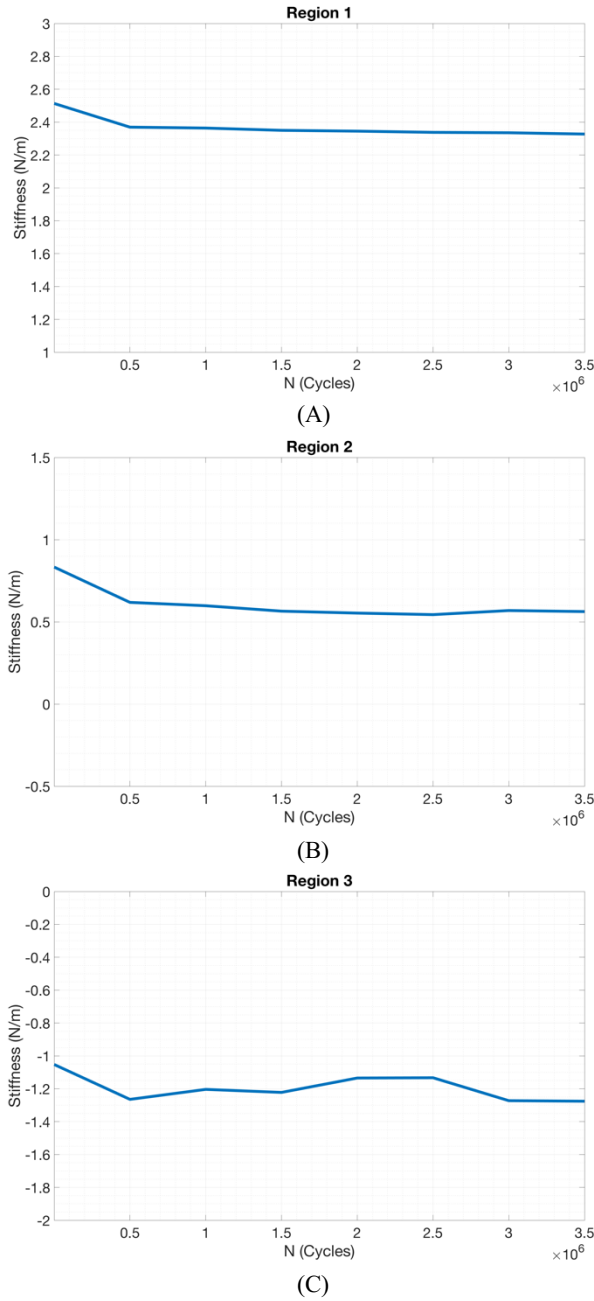 Region 1
3
2.8
2.6
2.4
2.2
2
1.8
1.6
1.4
1.2
1
Stiffness (N/m)
0.5 1 1.5 2 2.5 3 3.5
N (Cycles)
×10^6
(A)
Region 2
1.5
1
0.5
0
-0.5
Stiffness (N/m)
0.5 1 1.5 2 2.5 3 3.5
N (Cycles)
×10^6
(B)
Region 3
0
-0.2
-0.4
-0.6
-0.8
-1
-1.2
-1.4
-1.6
-1.8
-2
Stiffness (N/m)
0.5 1 1.5 2 2.5 3 3.5
N (Cycles)
×10^6
(C)